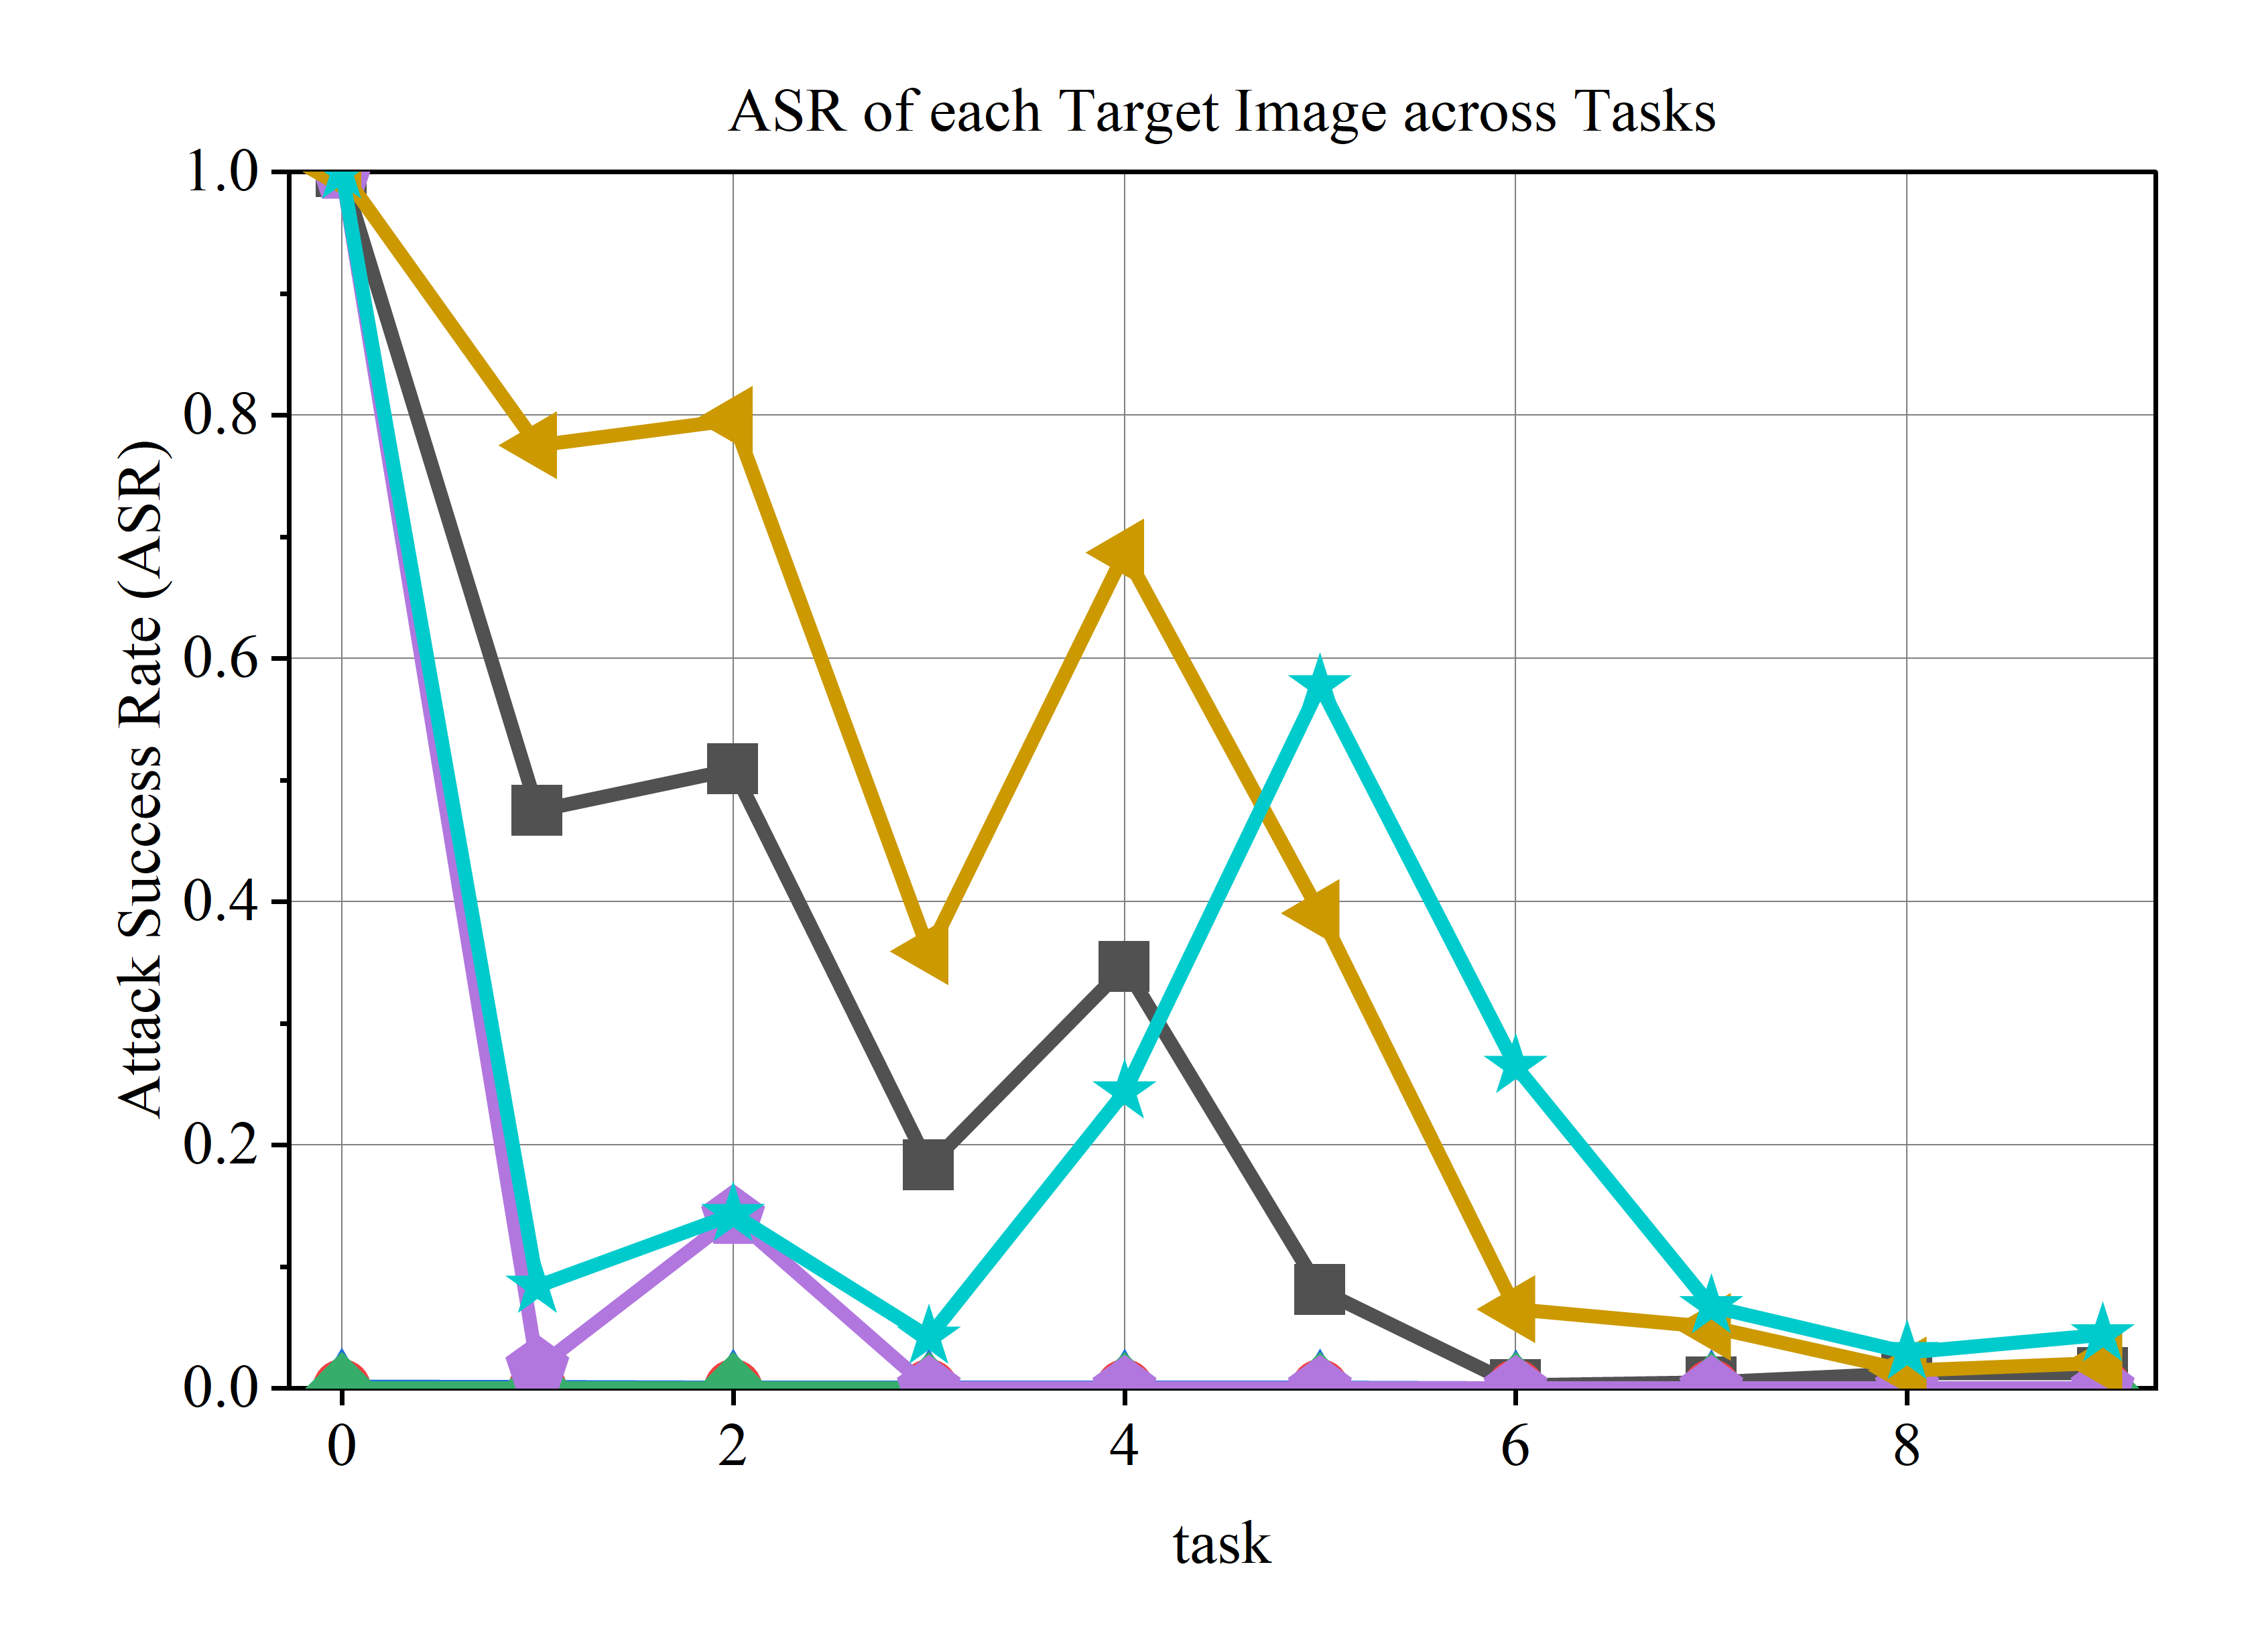 ASR of each Target Image across Tasks
1.0
0.8
0.6
0.4
0.2
0.0
Attack Success Rate (ASR)
0 2 4 6 8
task